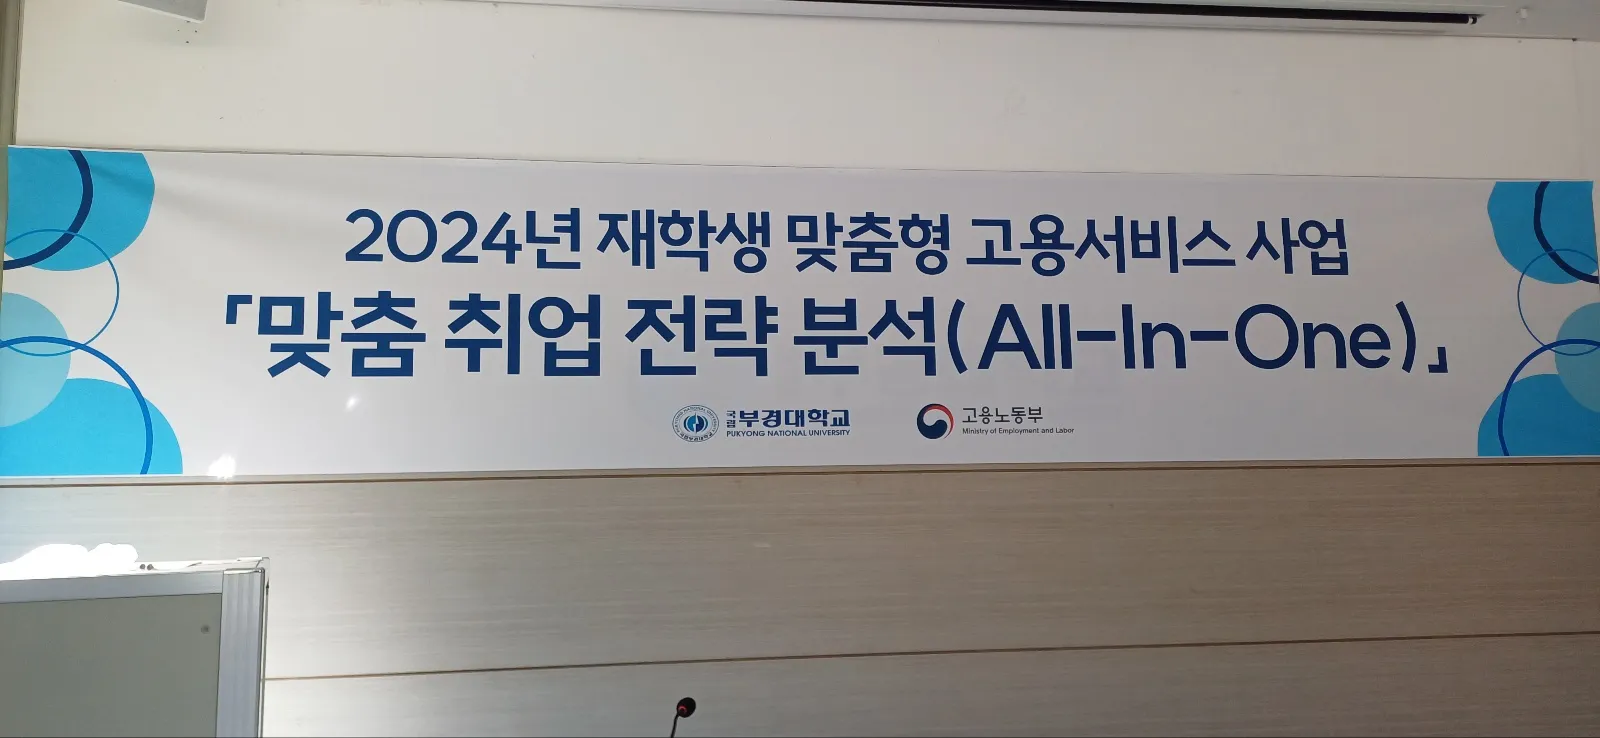 2024년 재학생 맞춤형 고용서비스 사업
「맞춤 취업 전략 분석(All-In-One)」
국립 부경대학교
PUKYONG NATIONAL UNIVERSITY
고용노동부
Ministry of Employment and Labor